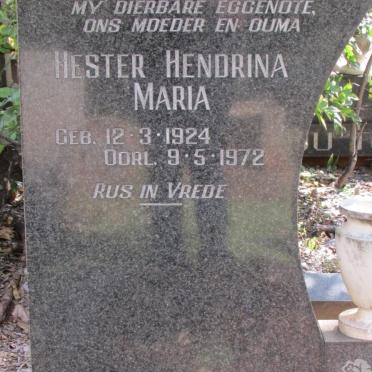 MY DIERBARE EGGENOTE,
ONS MOEDER EN OUMA
HESTER HENDRINA
MARIA
GEB. 12-3-1924
OORL. 9-5-1972
RUS IN VREDE